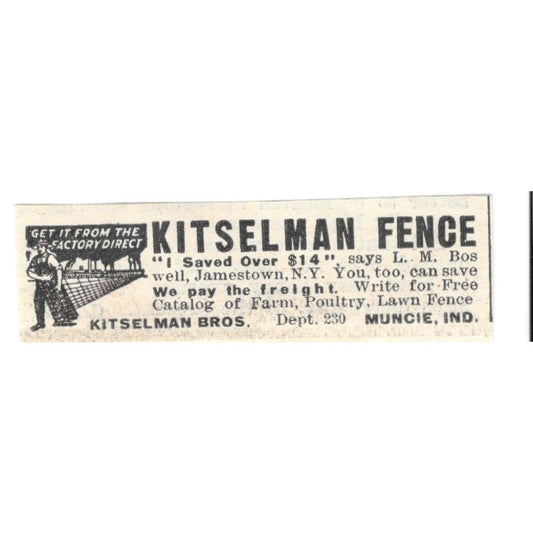 GET IT FROM THE
FACTORY DIRECT
KITSELMAN FENCE
"I Saved Over $14", says L. M. Bos
well, Jamestown, N.Y. You, too, can save
We pay the freight. Write for Free
Catalog of Farm, Poultry, Lawn Fence
KITSELMAN BROS. Dept. 230 MUNCIE, IND.